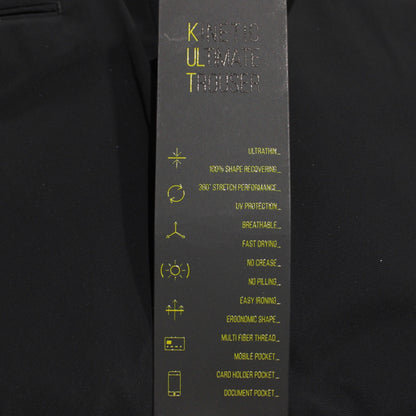 KINETIC
ULTIMATE
TROUSER
ULTRATHIN_
100% SHAPE RECOVERING_
360° STRETCH PERFORMANCE_
UV PROTECTION_
BREATHABLE_
FAST DRYING_
NO CREASE_
NO PILLING_
EASY IRONING_
ERGONOMIC SHAPE_
MULTI FIBER THREAD_
MOBILE POCKET_
CARD HOLDER POCKET_
DOCUMENT POCKET_